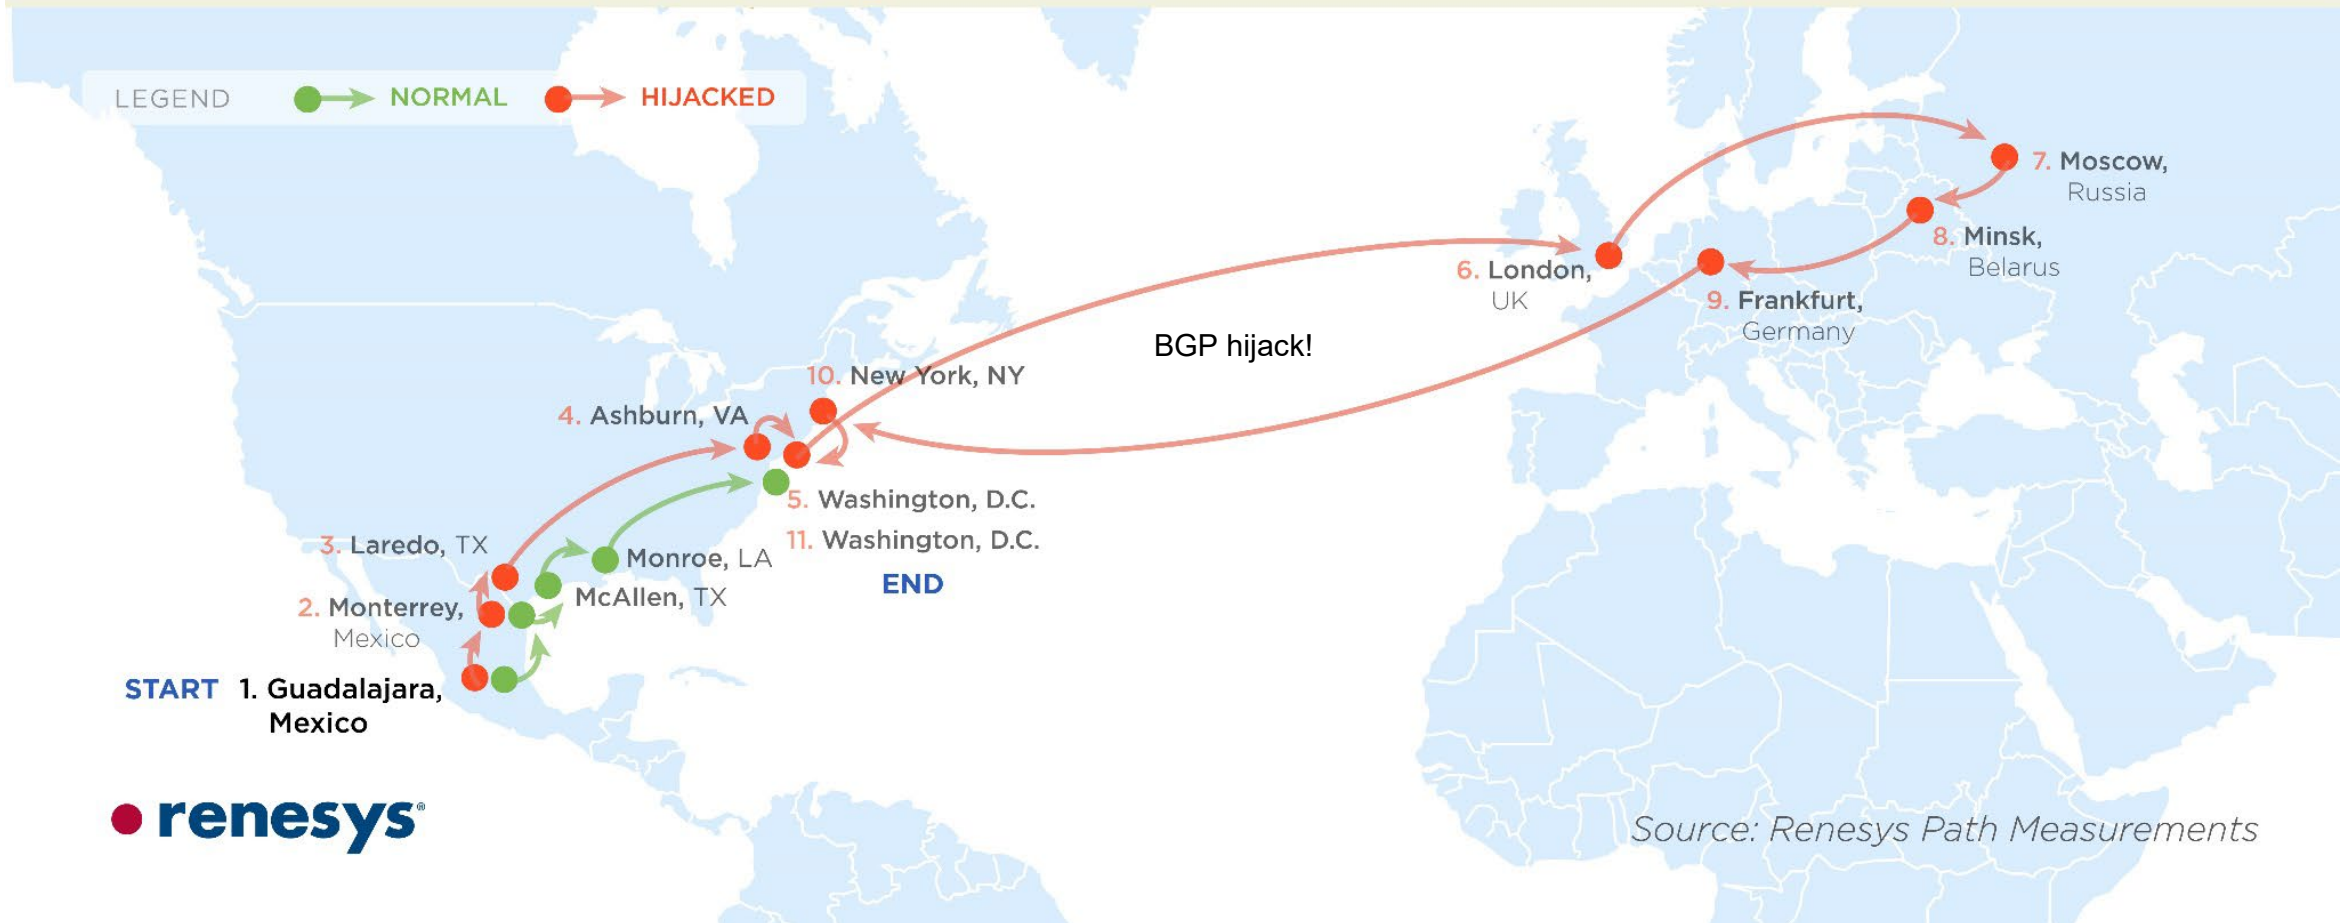 LEGEND NORMAL HIJACKED
7. Moscow,
Russia
8. Minsk,
Belarus
6. London,
UK
9. Frankfurt,
Germany
BGP hijack!
10. New York, NY
4. Ashburn, VA
5. Washington, D.C.
11. Washington, D.C.
END
3. Laredo, TX
Monroe, LA
McAllen, TX
2. Monterrey,
Mexico
START 1. Guadalajara,
Mexico
renesys®
Source: Renesys Path Measurements